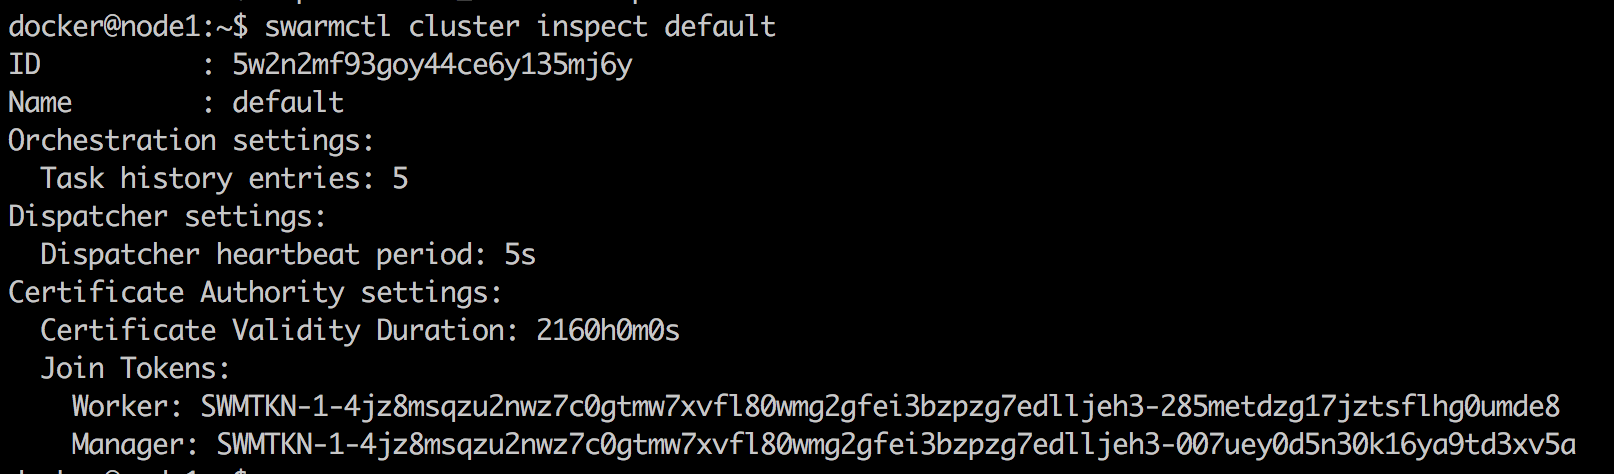 docker@node1:~$ swarmctl cluster inspect default
ID          : 5w2n2mf93goy44ce6y135mj6y
Name        : default
Orchestration settings:
  Task history entries: 5
Dispatcher settings:
  Dispatcher heartbeat period: 5s
Certificate Authority settings:
  Certificate Validity Duration: 2160h0m0s
  Join Tokens:
    Worker: SWMTKN-1-4jz8msqzu2nwz7c0gtmw7xvfl80wmg2gfei3bzpzg7edlljeh3-285metdzg17jztsflhg0umde8
    Manager: SWMTKN-1-4jz8msqzu2nwz7c0gtmw7xvfl80wmg2gfei3bzpzg7edlljeh3-007uey0d5n30k16ya9td3xv5a